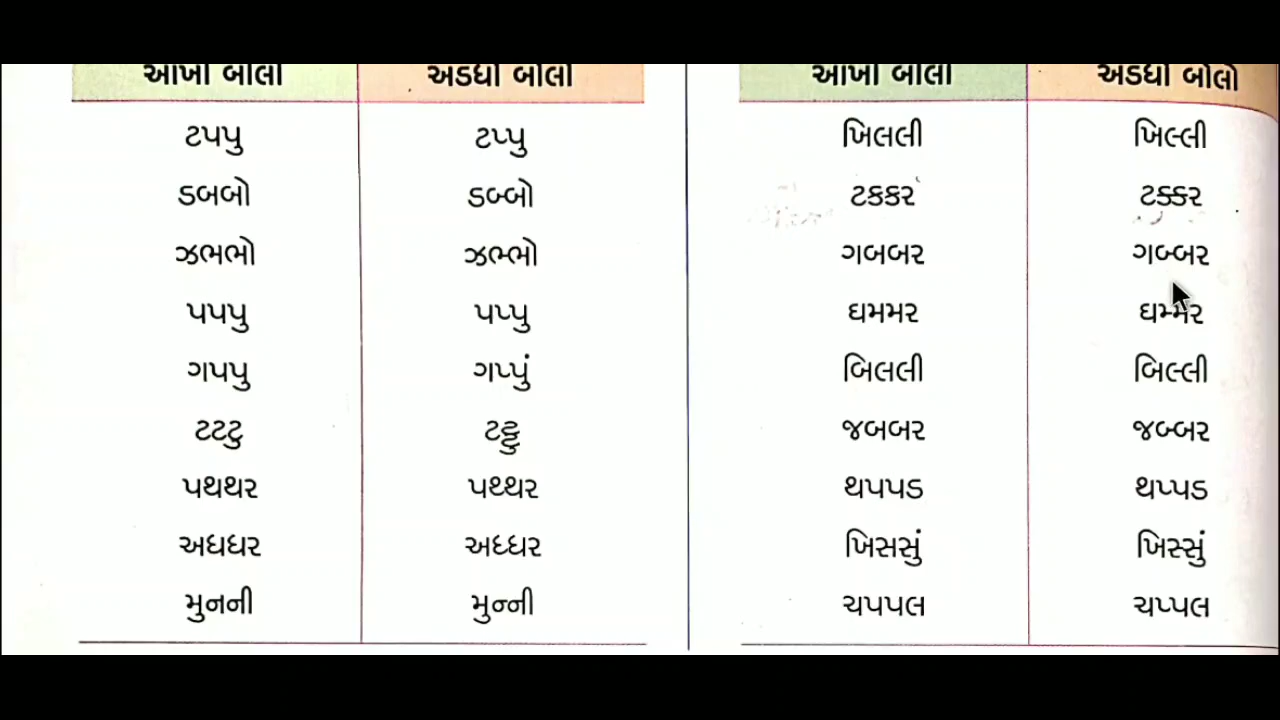 આખો બોલો અડધો બોલો આખો બોલો અડધો બોલો
ટપપુ ટપ્પુ ખિલલી ખિલ્લી
ડબબો ડબ્બો ટકકર ટક્કર
ઝભભો ઝભ્ભો ગબબર ગબ્બર
પપપુ પપ્પુ ઘમમર ઘમ્મર
ગપપુ ગપ્પું બિલલી બિલ્લી
ટટટુ ટટ્ટુ જબબર જબ્બર
પથથર પથ્થર થપપડ થપ્પડ
અધધર અધ્ધર ખિસસું ખિસ્સું
મુનની મુન્ની ચપપલ ચપ્પલ